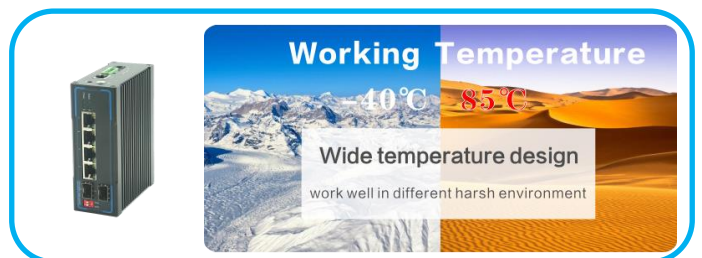 Working Temperature
-40℃ 85℃
Wide temperature design
work well in different harsh environment